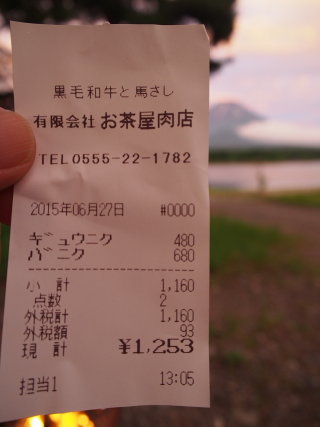 黒毛和牛と馬さし
有限会社 お茶屋肉店
TEL0555-22-1782
2015年06月27日 #0000
ギュウニク 480
バニク 680
小 計 1,160
点数 2
外税計 1,160
外税額 93
現 計 ¥1,253
担当1 13:05